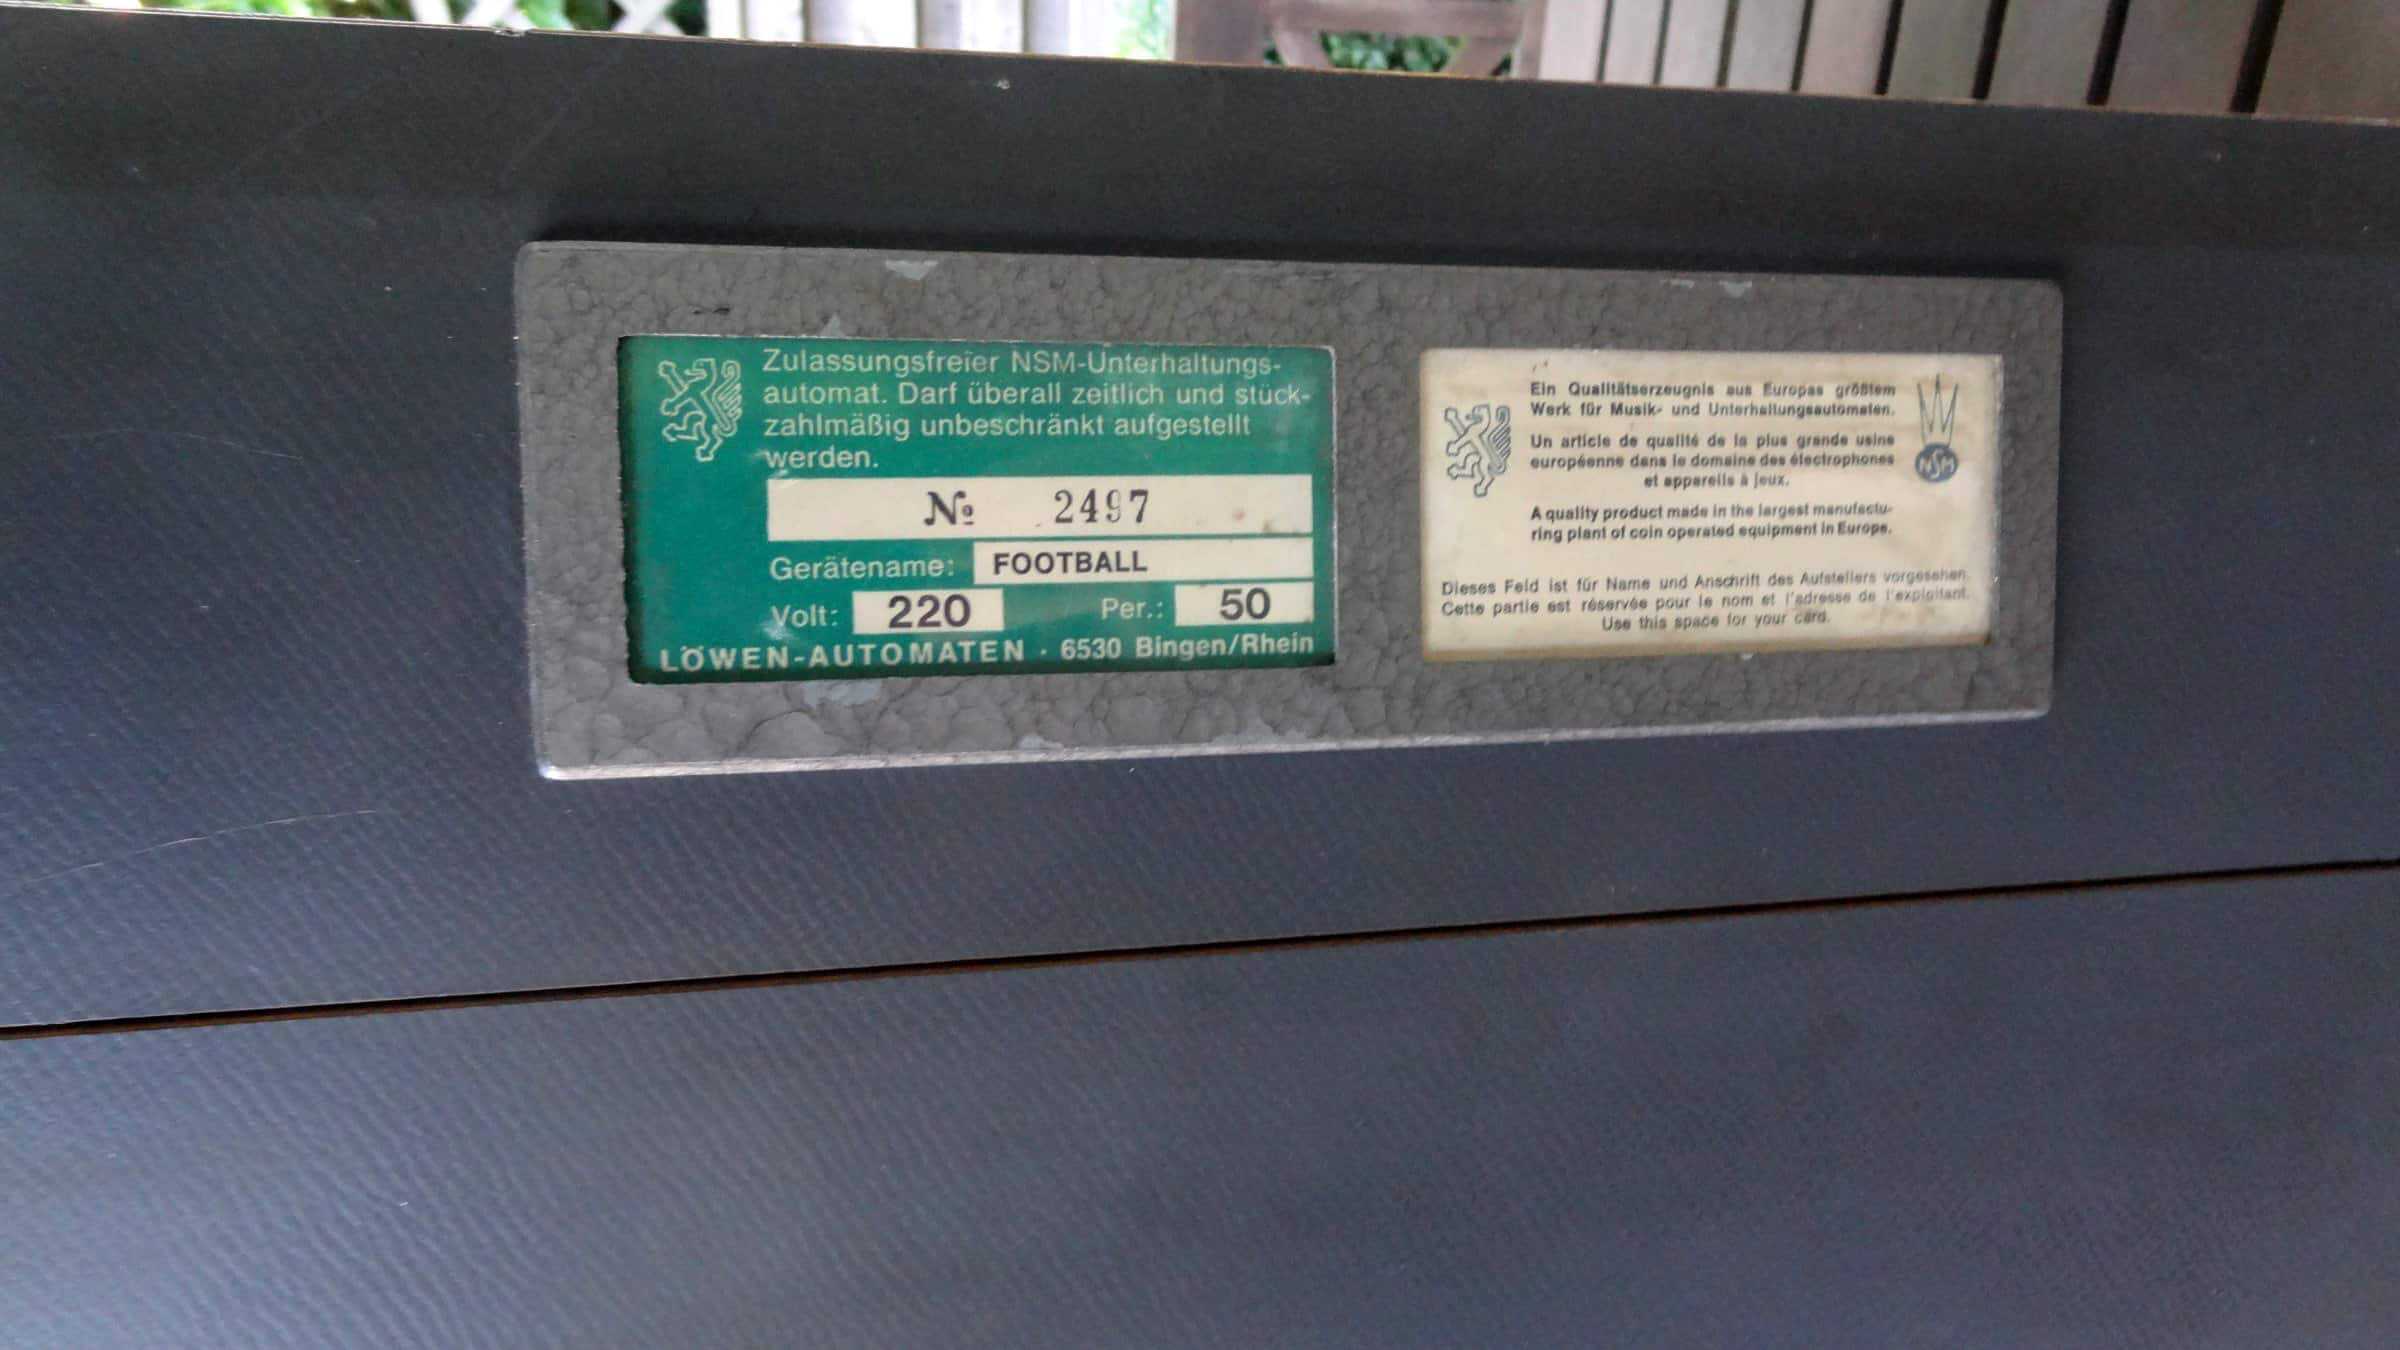 Zulassungsfreier NSM-Unterhaltungs-
automat. Darf überall zeitlich und stück-
zahlmäßig unbeschränkt aufgestellt
werden.
№ 2497
Gerätename: FOOTBALL
Volt: 220 Per.: 50
LÖWEN-AUTOMATEN · 6530 Bingen/Rhein
Ein Qualitätserzeugnis aus Europas größtem
Werk für Musik- und Unterhaltungsautomaten.
Un article de qualité de la plus grande usine
européenne dans le domaine des électrophones
et appareils à jeux.
NSM
A quality product made in the largest manufactu-
ring plant of coin operated equipment in Europe.
Dieses Feld ist für Name und Anschrift des Aufstellers vorgesehen.
Cette partie est réservée pour le nom et l'adresse de l'exploitant.
Use this space for your card.